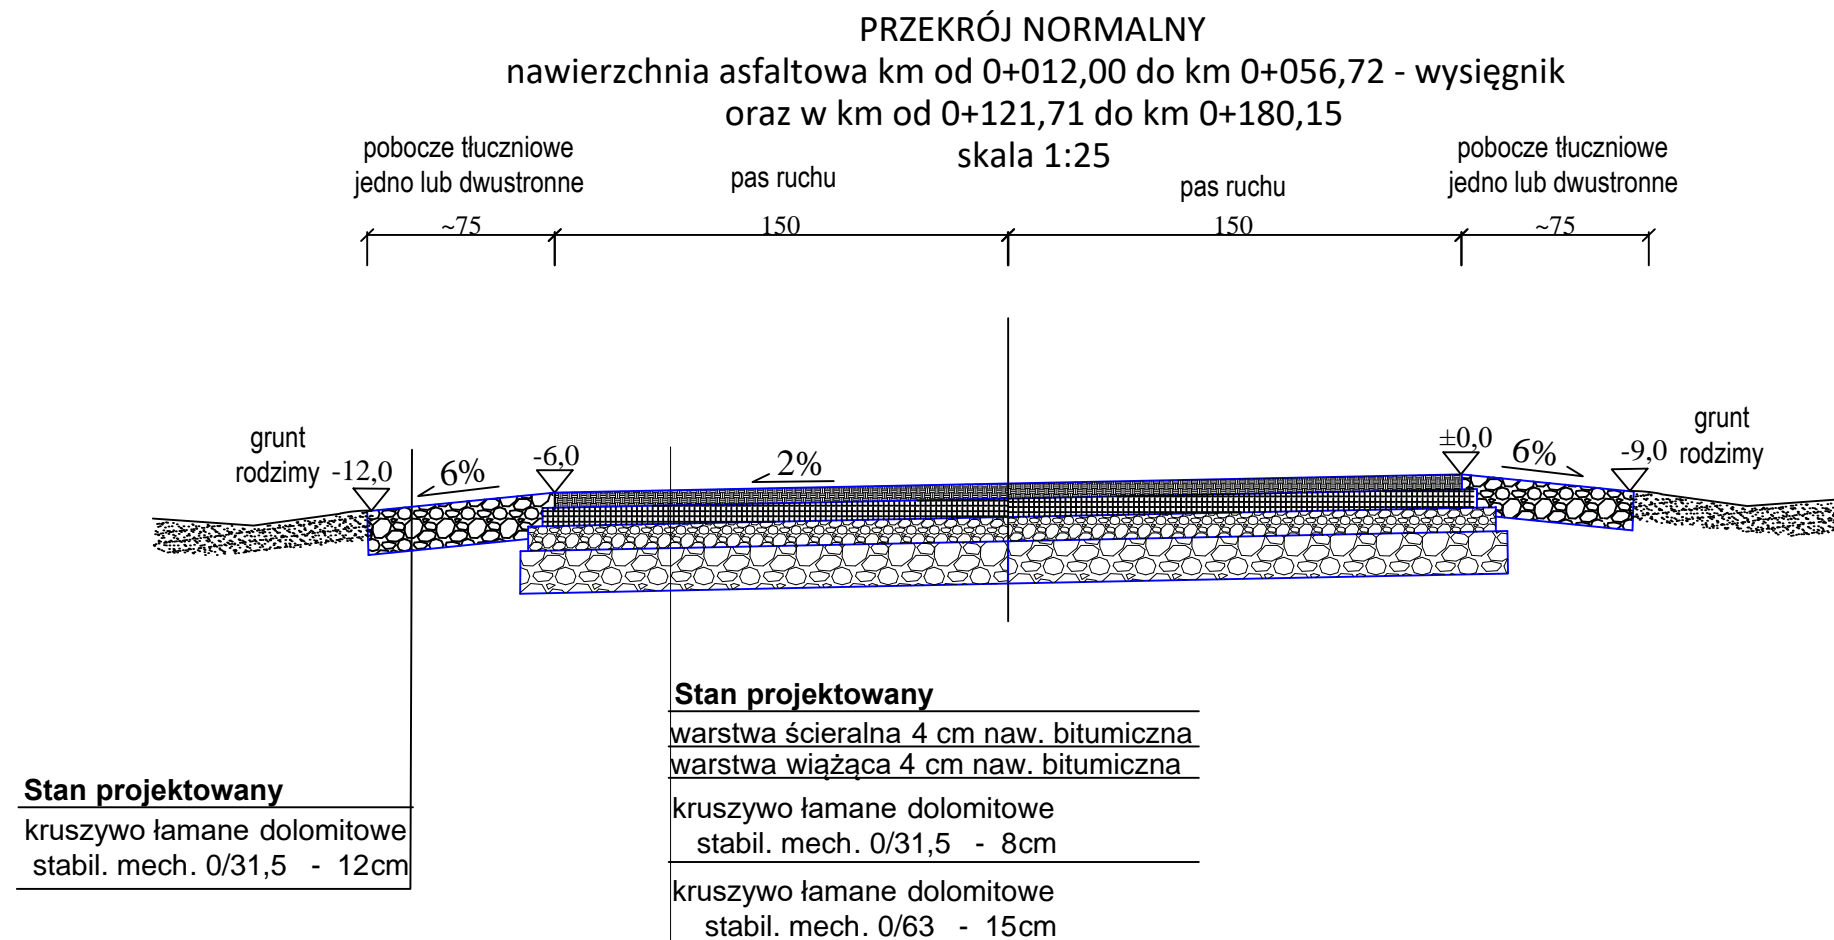 PRZEKRÓJ NORMALNY
nawierzchnia asfaltowa km od 0+012,00 do km 0+056,72 - wysięgnik
oraz w km od 0+121,71 do km 0+180,15
skala 1:25
pobocze tłuczniowe
jedno lub dwustronne
pas ruchu
pas ruchu
pobocze tłuczniowe
jedno lub dwustronne
~75
150
150
~75
grunt
rodzimy
-12,0
6%
-6,0
2%
±0,0
6%
-9,0
grunt
rodzimy
Stan projektowany
warstwa ścieralna 4 cm naw. bitumiczna
warstwa wiążąca 4 cm naw. bitumiczna
kruszywo łamane dolomitowe
stabil. mech. 0/31,5 - 8cm
kruszywo łamane dolomitowe
stabil. mech. 0/63 - 15cm
Stan projektowany
kruszywo łamane dolomitowe
stabil. mech. 0/31,5 - 12cm